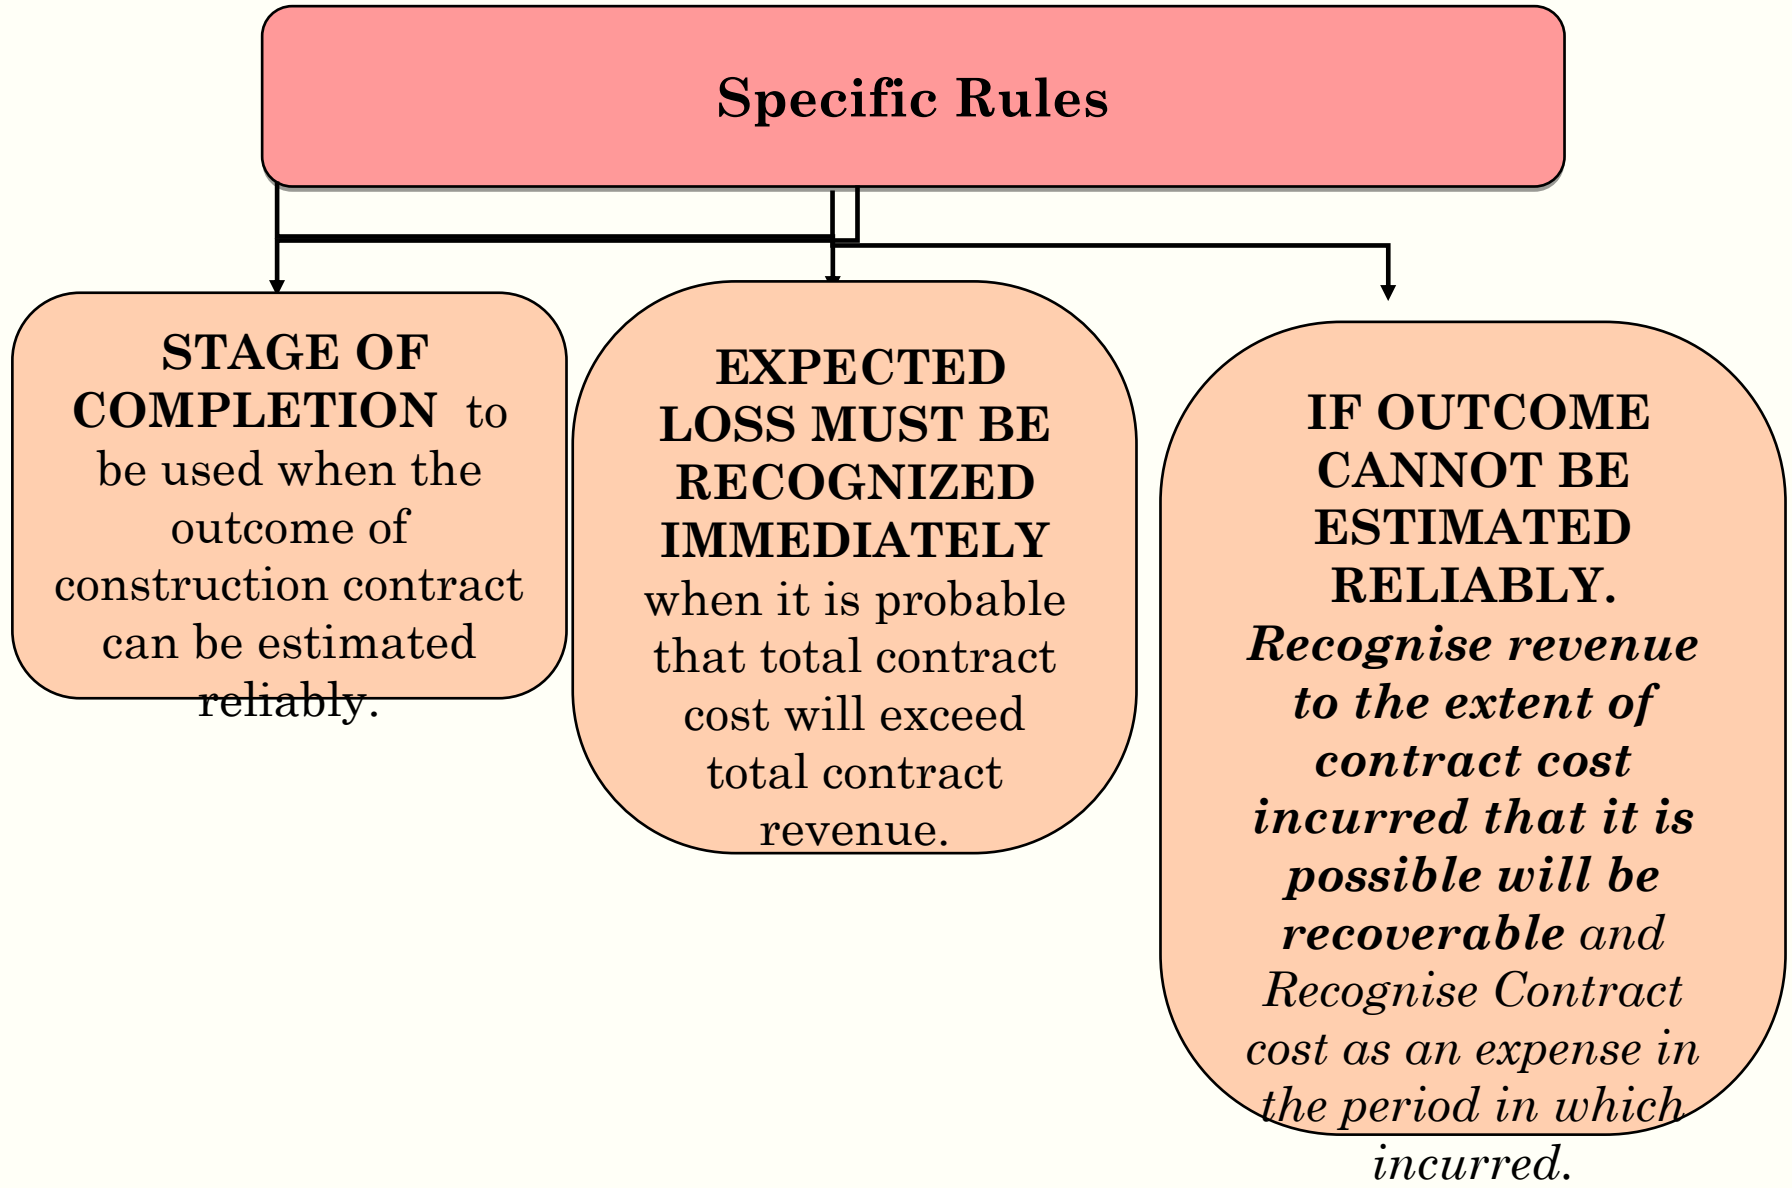 Specific Rules
STAGE OF
COMPLETION to
be used when the
outcome of
construction contract
can be estimated
reliably.
EXPECTED
LOSS MUST BE
RECOGNIZED
IMMEDIATELY
when it is probable
that total contract
cost will exceed
total contract
revenue.
IF OUTCOME
CANNOT BE
ESTIMATED
RELIABLY.
Recognise revenue
to the extent of
contract cost
incurred that it is
possible will be
recoverable and
Recognise Contract
cost as an expense in
the period in which
incurred.